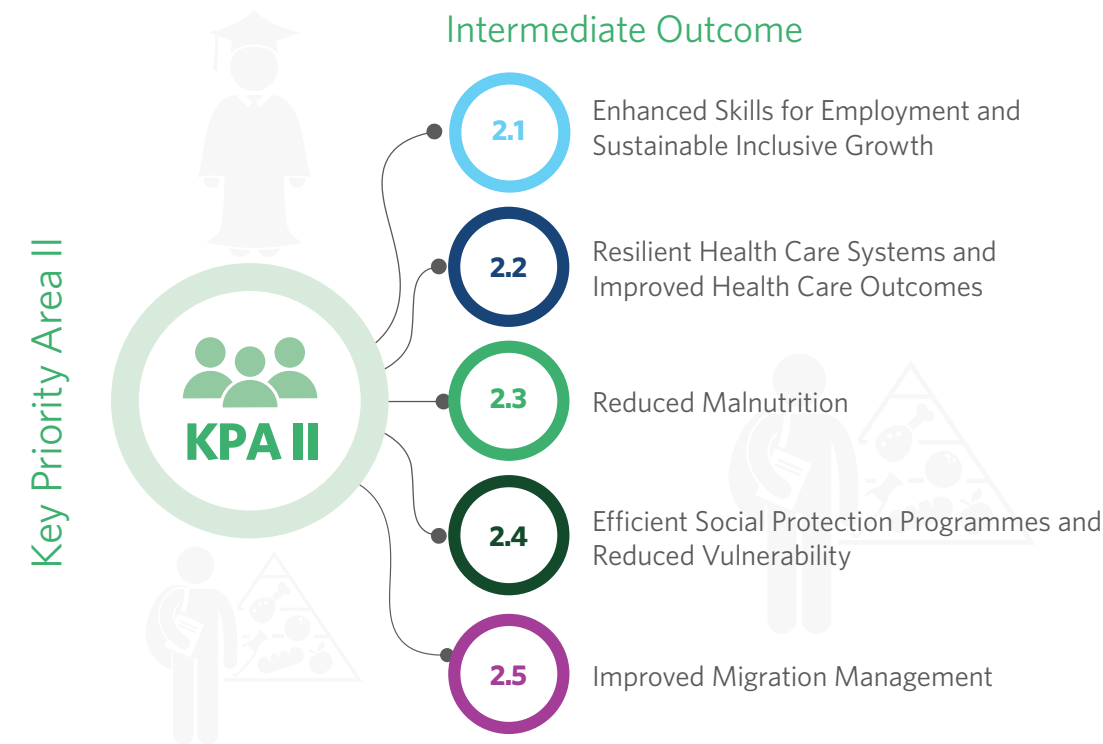 Intermediate Outcome
Key Priority Area II
KPA II
2.1
Enhanced Skills for Employment and
Sustainable Inclusive Growth
2.2
Resilient Health Care Systems and
Improved Health Care Outcomes
2.3
Reduced Malnutrition
2.4
Efficient Social Protection Programmes and
Reduced Vulnerability
2.5
Improved Migration Management